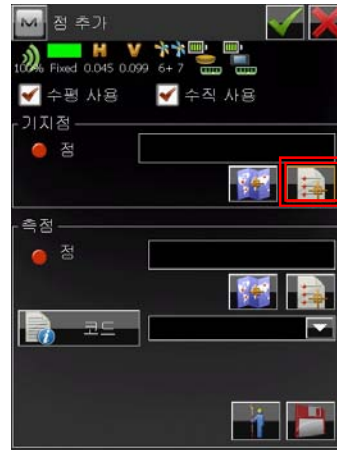 점 추가
H V
100% Fixed 0.045 0.099 6+ 7
수평 사용 수직 사용
기지점
점
측점
점
코드